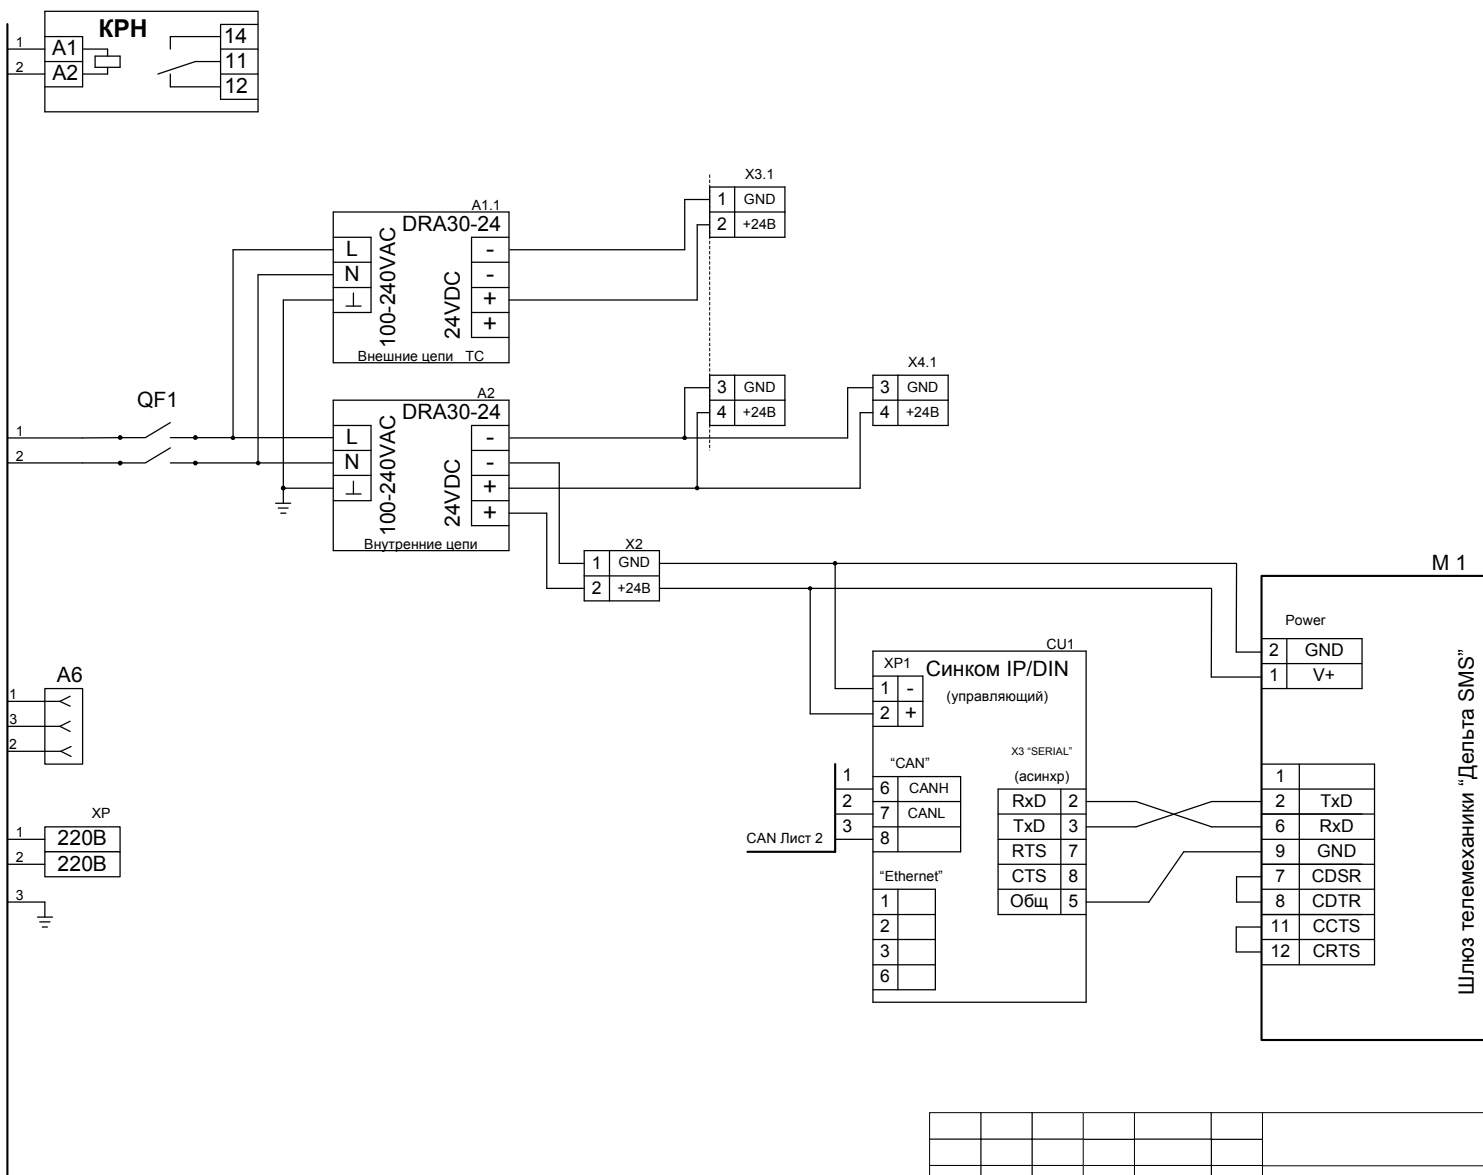 КРН
1 A1 14
2 A2 11
12
X3.1
1 GND
2 +24В
A1.1
DRA30-24
L
N
⊥
100-240VAC
24VDC
-
-
+
+
Внешние цепи ТС
QF1
1
2
A2
DRA30-24
L
N
⊥
100-240VAC
24VDC
-
-
+
+
Внутренние цепи
3 GND
4 +24В
X4.1
3 GND
4 +24В
X2
1 GND
2 +24В
A6
1
3
2
XP
1 220В
2 220В
3
CU1
XP1
Синком IP/DIN
(управляющий)
1 -
2 +
“CAN”
1 6 CANH
2 7 CANL
3 8
CAN Лист 2
“Ethernet”
1
2
3
6
X3 “SERIAL”
(асинхр)
RxD 2
TxD 3
RTS 7
CTS 8
Общ 5
M 1
Power
2 GND
1 V+
1
2 TxD
6 RxD
9 GND
7 CDSR
8 CDTR
11 CCTS
12 CRTS
Шлюз телемеханики “Дельта SMS”